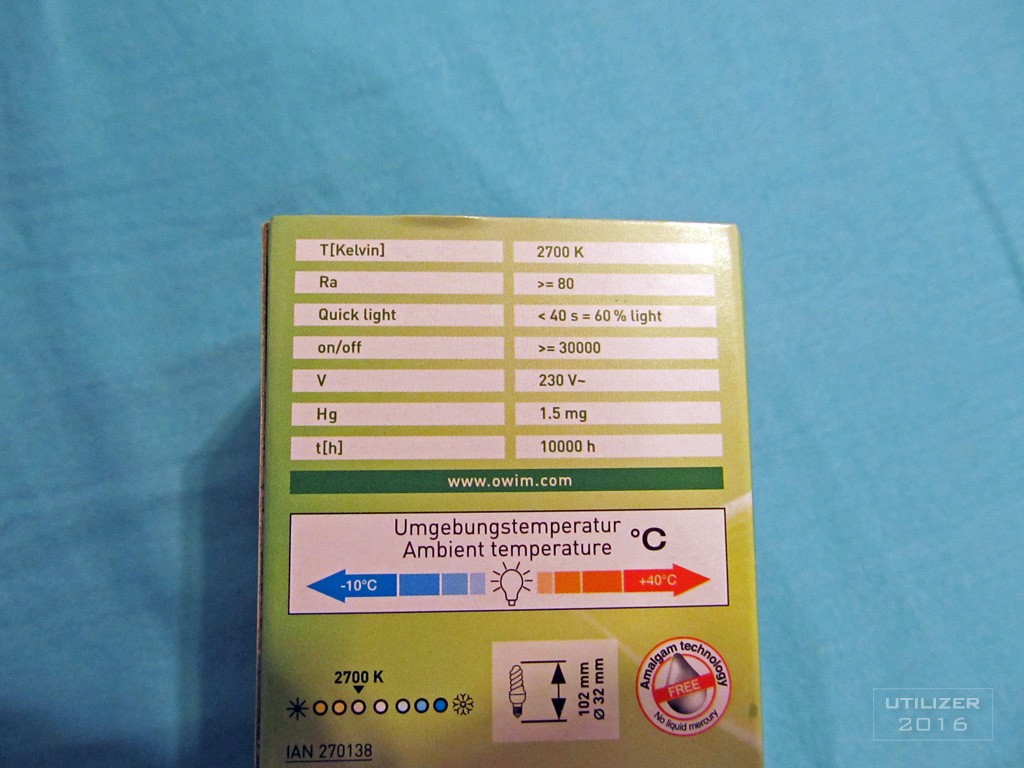 T[Kelvin] 2700 K
Ra >= 80
Quick light < 40 s = 60 % light
on/off >= 30000
V 230 V~
Hg 1.5 mg
t[h] 10000 h
www.owim.com
Umgebungstemperatur
Ambient temperature °C
-10°C +40°C
2700 K
102 mm
Ø 32 mm
Amalgam technology
FREE
No liquid mercury
IAN 270138
UTILIZER
2016